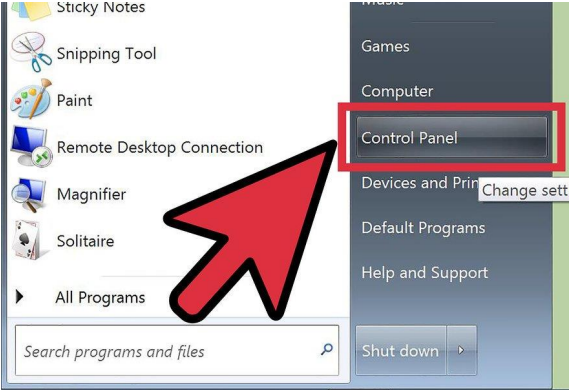 Sticky Notes
Snipping Tool
Paint
Remote Desktop Connection
Magnifier
Solitaire
All Programs
Search programs and files
Music
Games
Computer
Control Panel
Devices and Prin
Change sett
Default Programs
Help and Support
Shut down